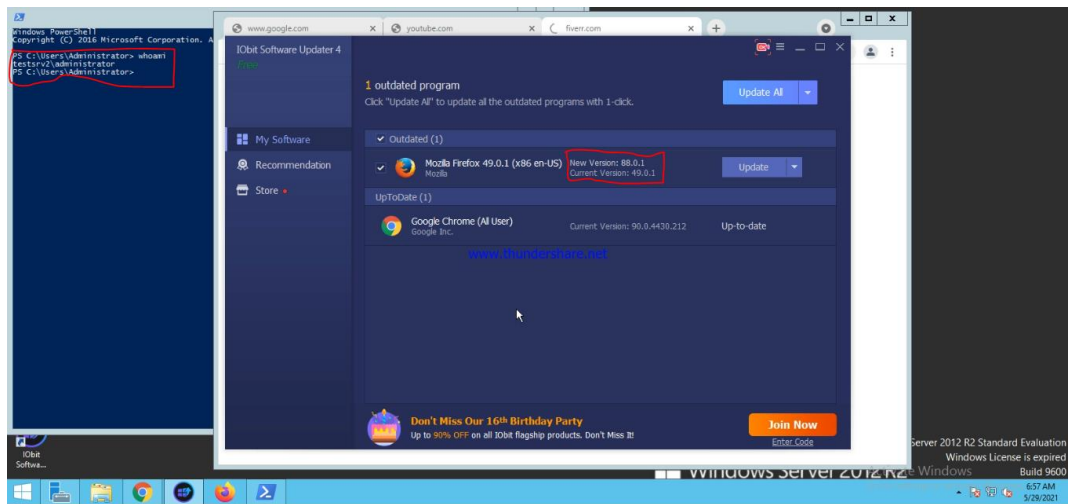 Windows PowerShell
Copyright (C) 2016 Microsoft Corporation. A
PS C:\Users\Administrator> whoami
testsrv2\administrator
PS C:\Users\Administrator>
www.google.com
youtube.com
fiverr.com
IObit Software Updater 4
Free
1 outdated program
Click "Update All" to update all the outdated programs with 1-click.
Update All
My Software
Recommendation
Store
Outdated (1)
Mozilla Firefox 49.0.1 (x86 en-US)
Mozilla
New Version: 88.0.1
Current Version: 49.0.1
Update
UpToDate (1)
Google Chrome (All User)
Google Inc.
Current Version: 90.0.4430.212
Up-to-date
www.thundershare.net
Don't Miss Our 16th Birthday Party
Up to 90% OFF on all IObit flagship products. Don't Miss It!
Join Now
Enter Code
IObit
Softwa...
Server 2012 R2 Standard Evaluation
Windows License is expired
Build 9600
Windows Server 2012 R2
Windows
6:57 AM
5/29/2021